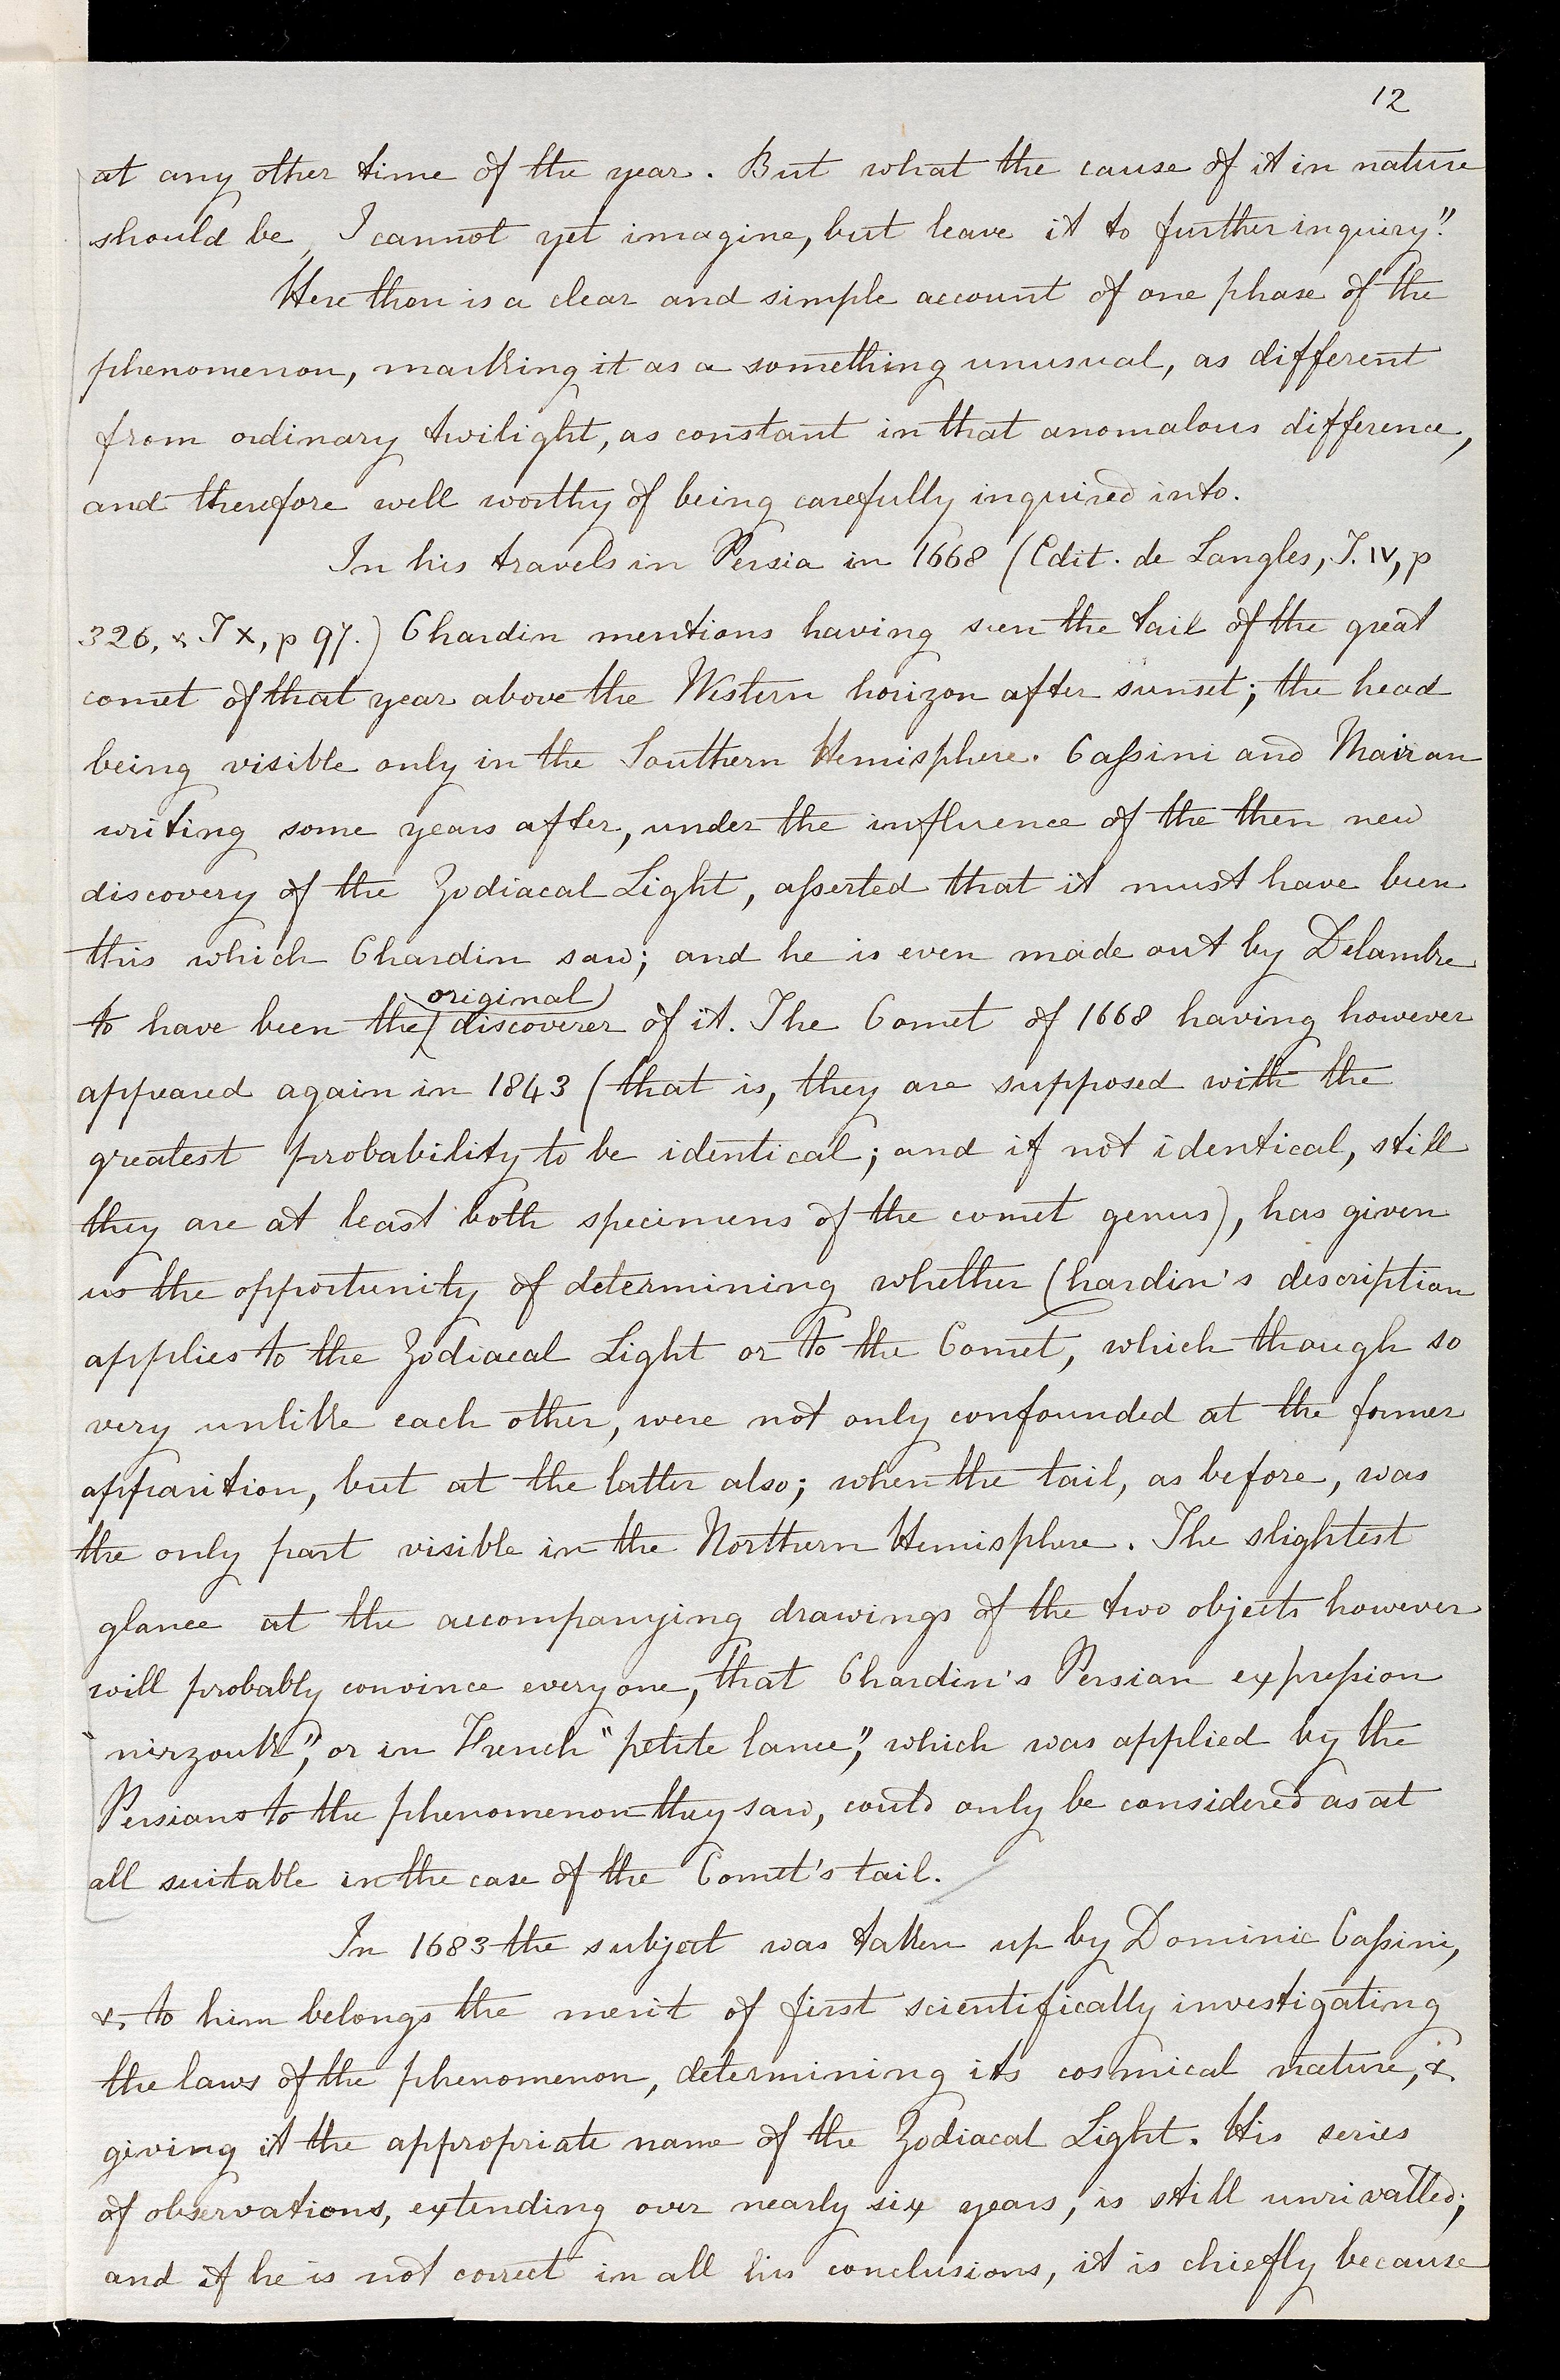 12
at any other time of the year. But what the cause of it in nature
should be, I cannot yet imagine, but leave it to further inquiry."
Here then is a clear and simple account of one phase of the
phenomenon, marking it as a something unusual, as different
from ordinary twilight, as constant in that anomalous difference,
and therefore well worthy of being carefully inquired into.
In his travels in Persia in 1668 (Edit. de Langles, T. IV, p
326, & T X, p 97.) Chardin mentions having seen the tail of the great
comet of that year above the Western horizon after sunset; the head
being visible only in the Southern Hemisphere. Cassini and Mairan
writing some years after, under the influence of the then new
discovery of the Zodiacal Light, asserted that it must have been
this which Chardin saw; and he is even made out by Delambre
original
to have been the discoverer of it. The Comet of 1668 having however
appeared again in 1843 (that is, they are supposed with the
greatest probability to be identical; and if not identical, still
they are at least both specimens of the comet genus), has given
us the opportunity of determining whether Chardin's description
applies to the Zodiacal Light or to the Comet, which though so
very unlike each other, were not only confounded at the former
apparition, but at the latter also; when the tail, as before, was
the only part visible in the Northern Hemisphere. The slightest
glance at the accompanying drawings of the two objects however
will probably convince everyone, that Chardin's Persian expression
"nirzouk", or in French "petite lance", which was applied by the
Persians to the phenomenon they saw, could only be considered as at
all suitable in the case of the Comet's tail.
In 1683 the subject was taken up by Dominic Cassini,
& to him belongs the merit of first scientifically investigating
the laws of the phenomenon, determining its cosmical nature, &
giving it the appropriate name of the Zodiacal Light. His series
of observations, extending over nearly six years, is still unrivalled;
and if he is not correct in all his conclusions, it is chiefly because